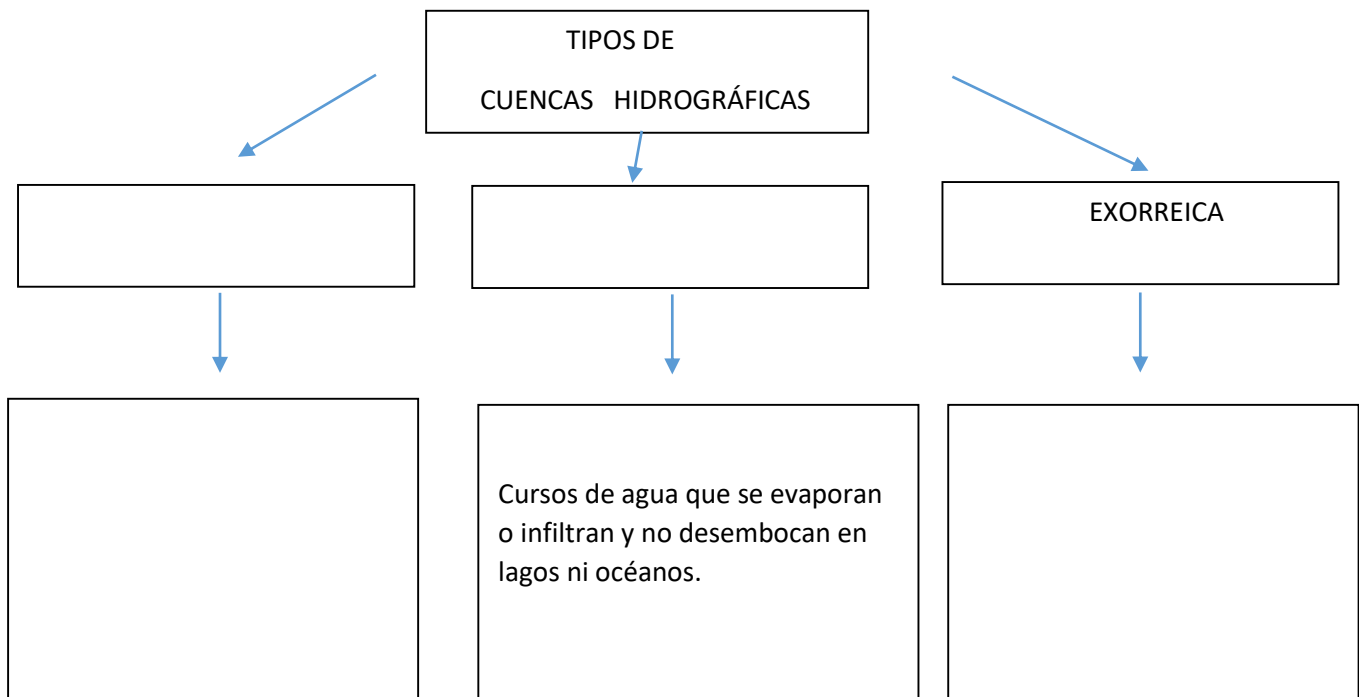 TIPOS DE
CUENCAS HIDROGRÁFICAS
EXORREICA
Cursos de agua que se evaporan
o infiltran y no desembocan en
lagos ni océanos.